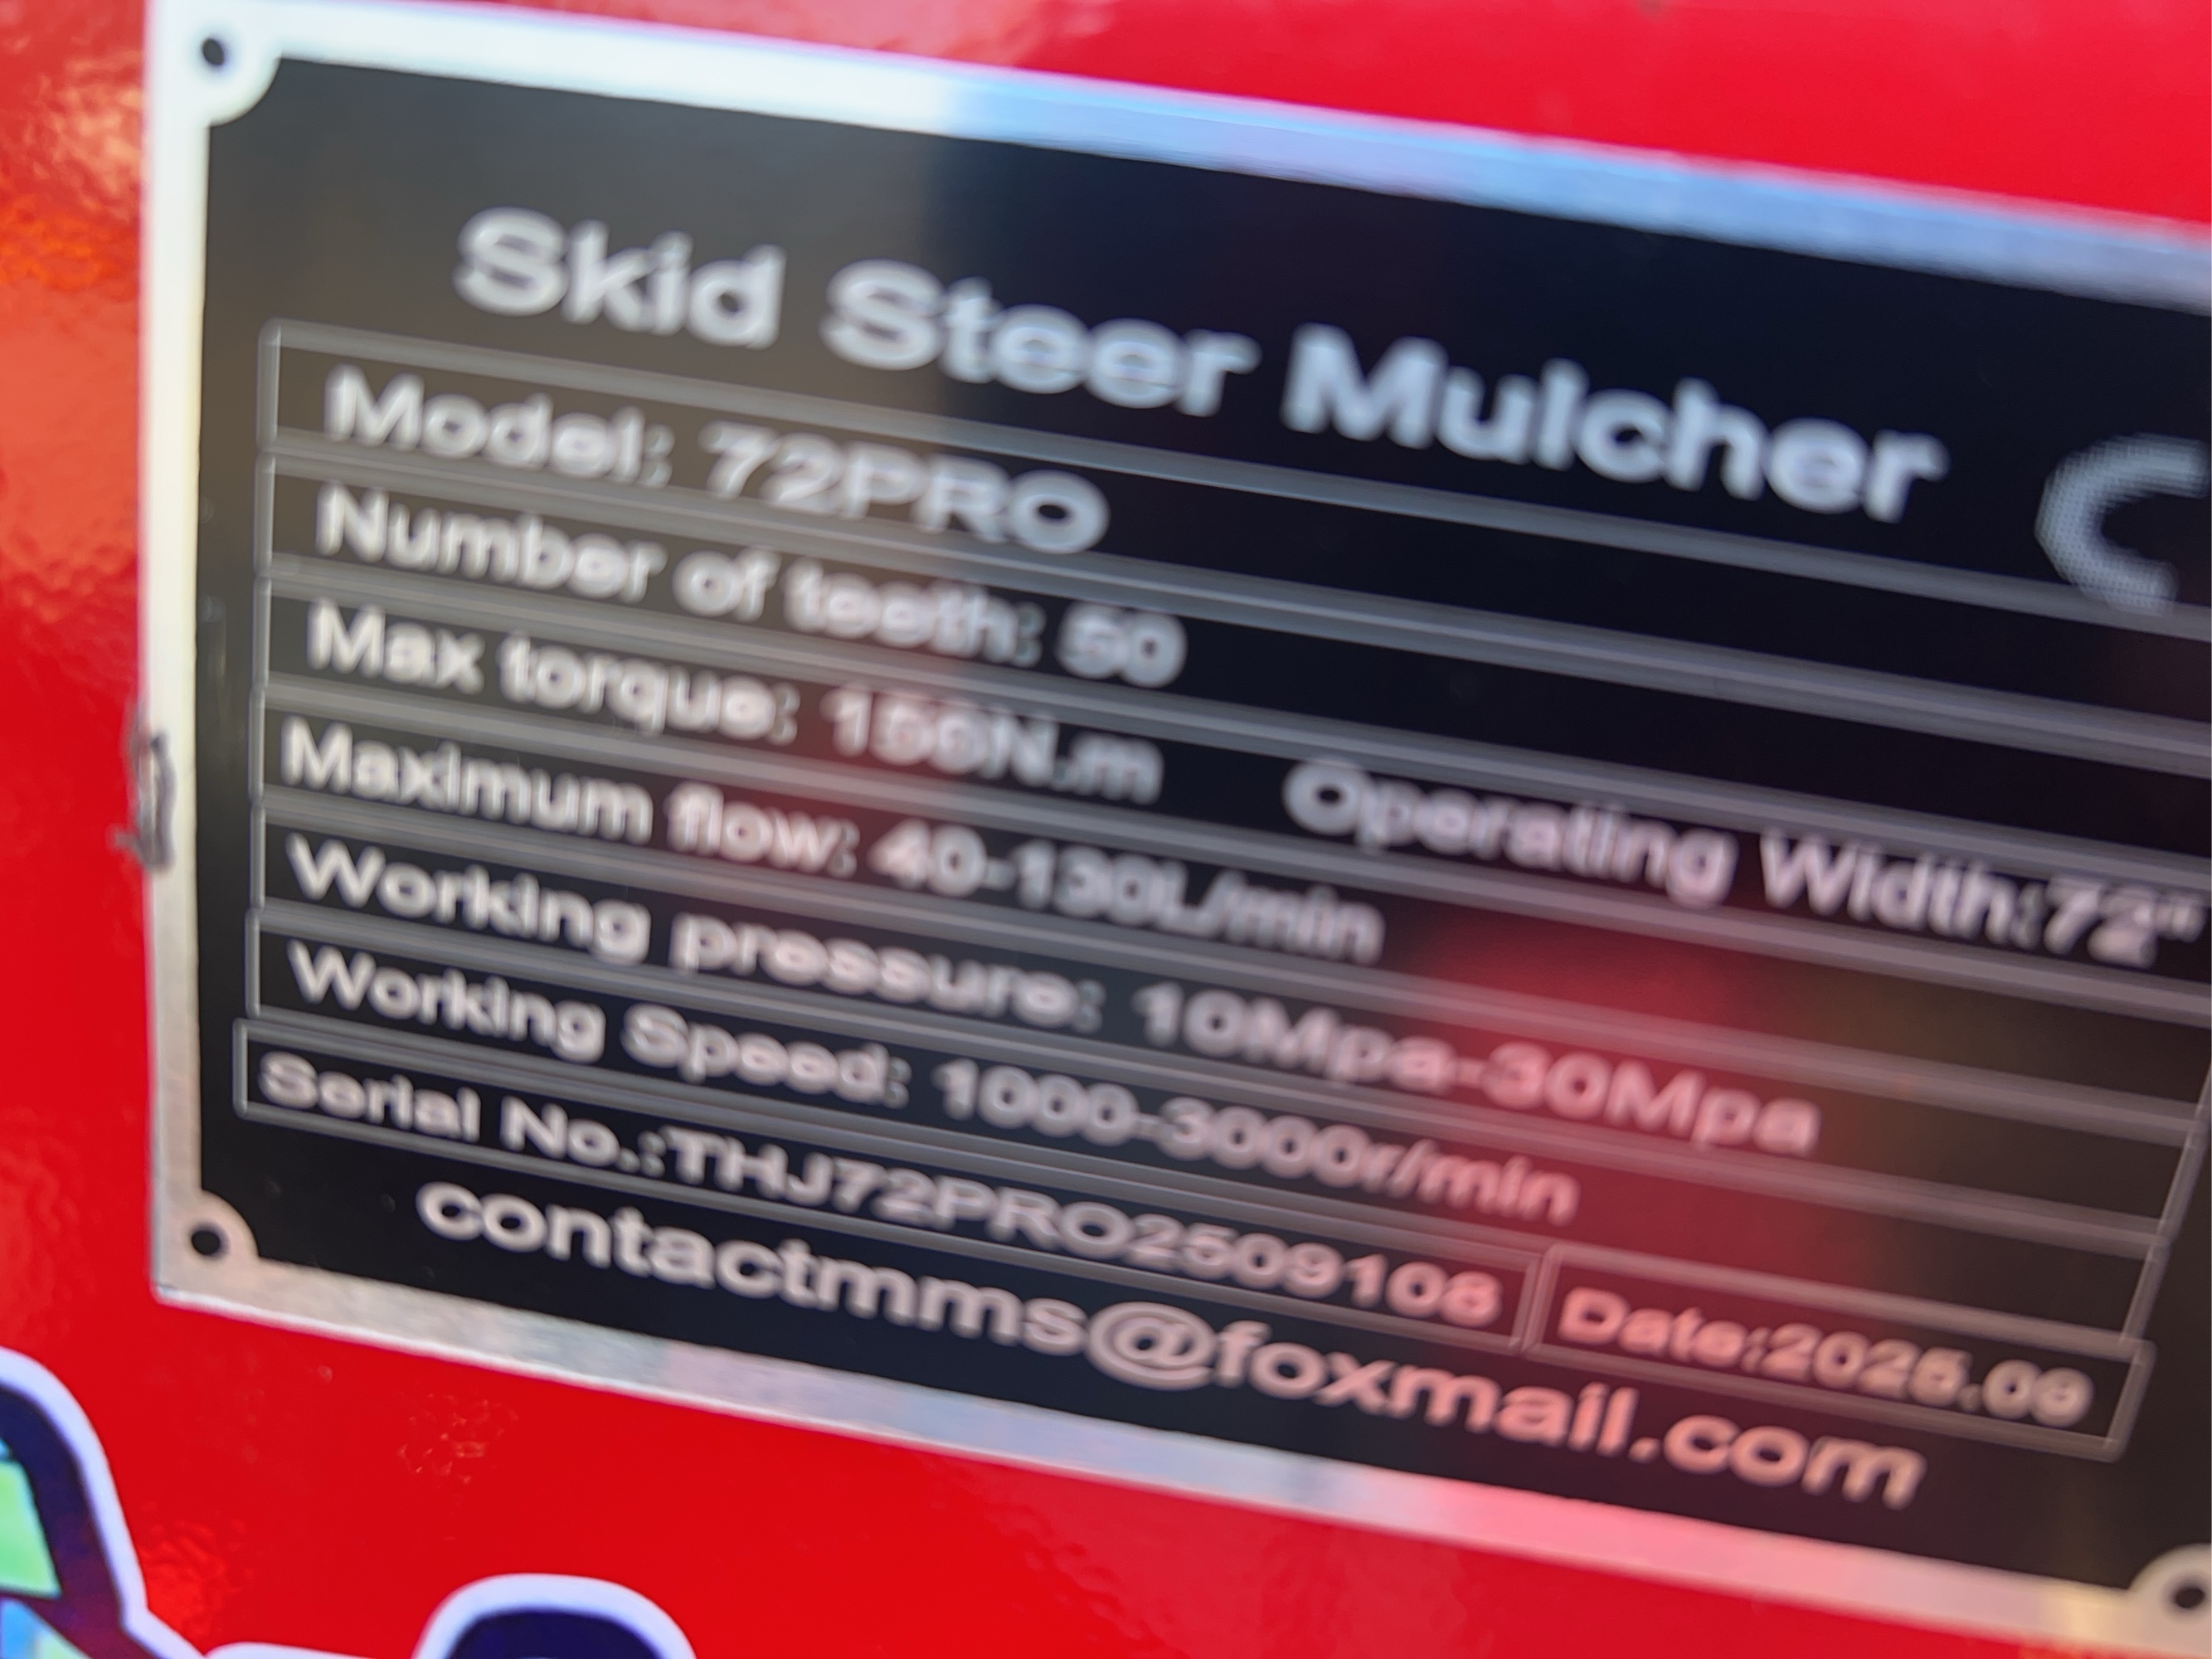 Skid Steer Mulcher
Model: 72PRO
Number of teeth: 50
Max torque: 156N.m Operating Width:72"
Maximum flow: 40-130L/min
Working pressure: 10Mpa-30Mpa
Working Speed: 1000-3000r/min
Serial No.:THJ72PRO2509108 Date:2025.09
contactmms@foxmail.com